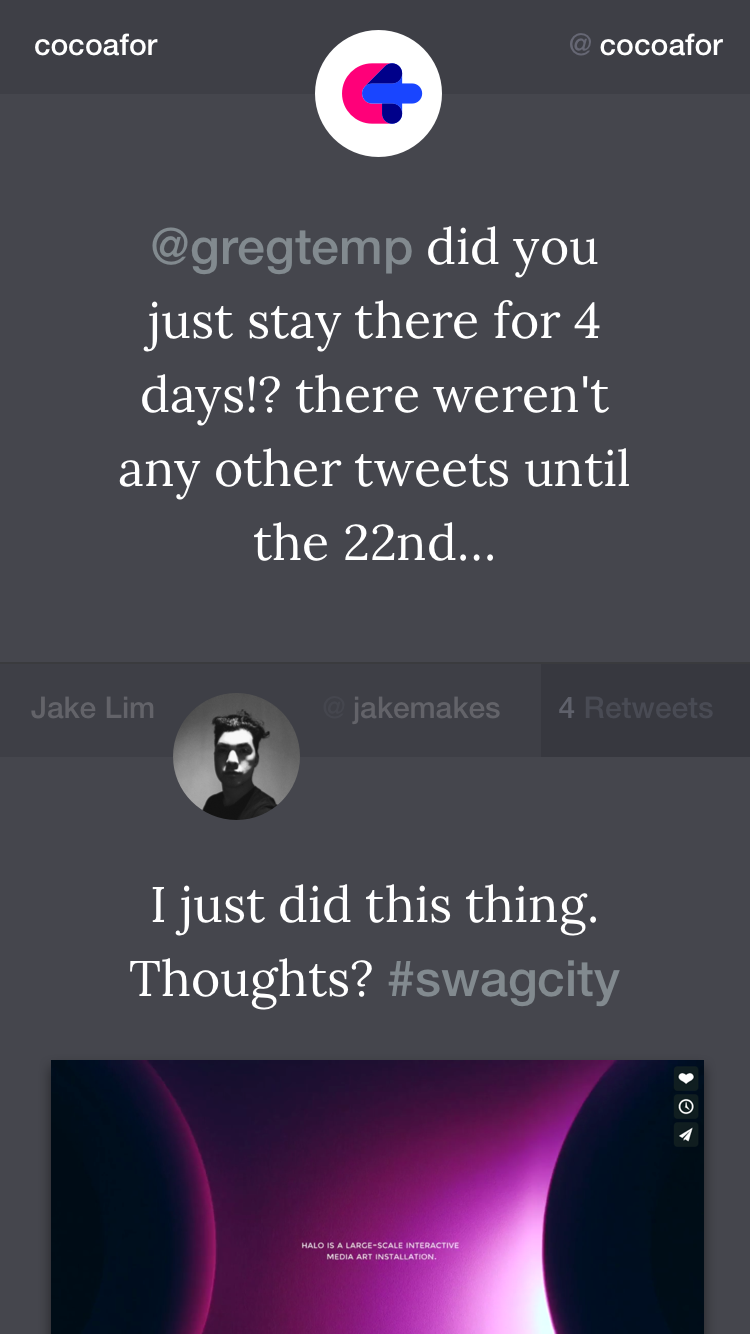 cocoafor
@ cocoafor
@gregtemp did you
just stay there for 4
days!? there weren't
any other tweets until
the 22nd...
Jake Lim
@ jakemakes
4 Retweets
I just did this thing.
Thoughts? #swagcity
HALO IS A LARGE-SCALE INTERACTIVE
MEDIA ART INSTALLATION.